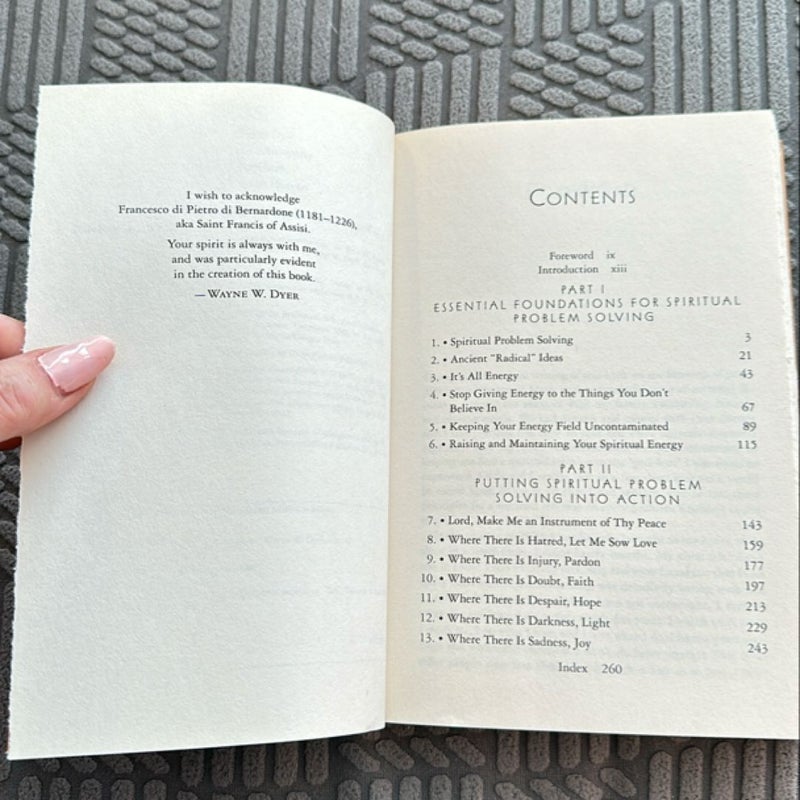 I wish to acknowledge
Francesco di Pietro di Bernardone (1181–1226),
aka Saint Francis of Assisi.
Your spirit is always with me,
and was particularly evident
in the creation of this book.
—WAYNE W. DYER
CONTENTS
Foreword ix
Introduction xiii
PART I
ESSENTIAL FOUNDATIONS FOR SPIRITUAL
PROBLEM SOLVING
1. • Spiritual Problem Solving 3
2. • Ancient "Radical" Ideas 21
3. • It's All Energy 43
4. • Stop Giving Energy to the Things You Don't
Believe In 67
5. • Keeping Your Energy Field Uncontaminated 89
6. • Raising and Maintaining Your Spiritual Energy 115
PART II
PUTTING SPIRITUAL PROBLEM
SOLVING INTO ACTION
7. • Lord, Make Me an Instrument of Thy Peace 143
8. • Where There Is Hatred, Let Me Sow Love 159
9. • Where There Is Injury, Pardon 177
10. • Where There Is Doubt, Faith 197
11. • Where There Is Despair, Hope 213
12. • Where There Is Darkness, Light 229
13. • Where There Is Sadness, Joy 243
Index 260